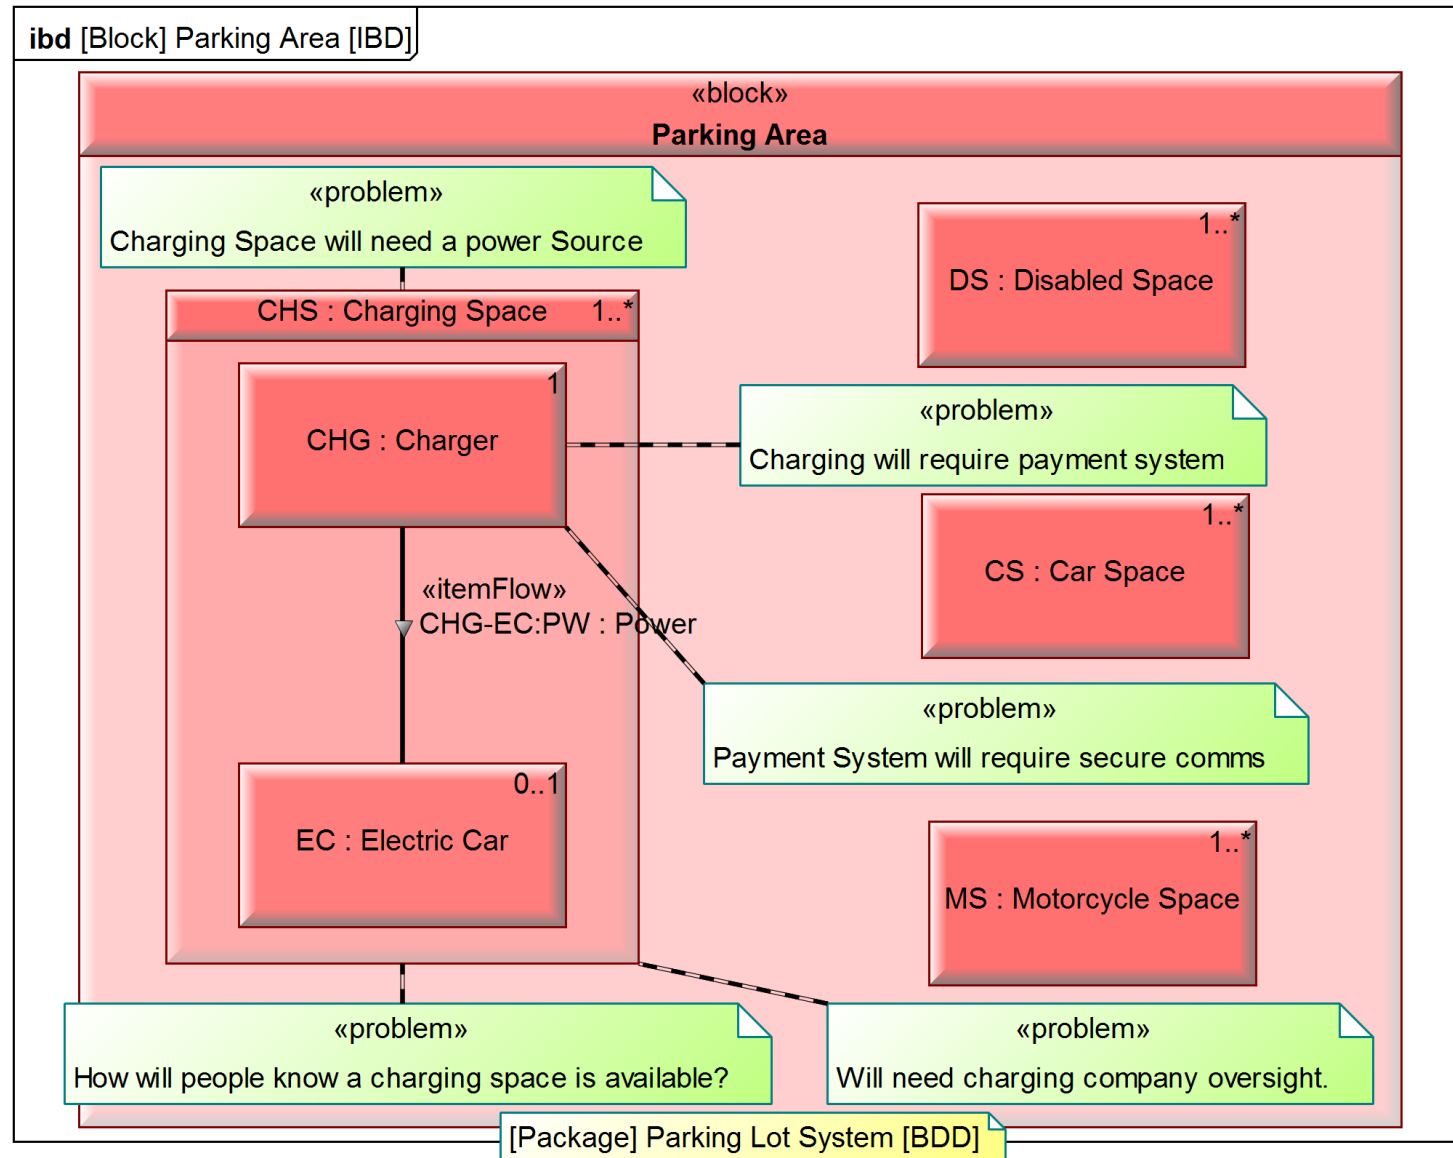 ibd [Block] Parking Area [IBD]
«block»
Parking Area
«problem»
Charging Space will need a power Source
1..*
DS : Disabled Space
CHS : Charging Space 1..*
1
CHG : Charger
«problem»
Charging will require payment system
1..*
CS : Car Space
«itemFlow»
CHG-EC:PW : Power
«problem»
Payment System will require secure comms
0..1
EC : Electric Car
1..*
MS : Motorcycle Space
«problem»
How will people know a charging space is available?
«problem»
Will need charging company oversight.
[Package] Parking Lot System [BDD]